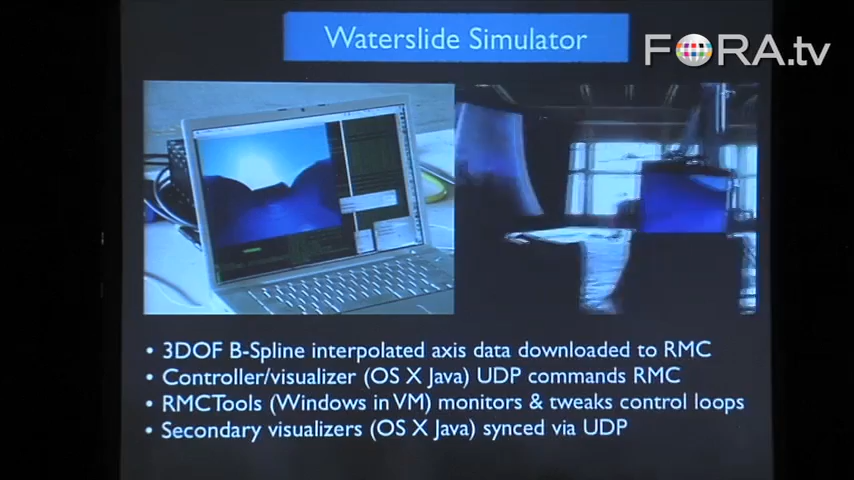 Waterslide Simulator
FORA.tv
• 3DOF B-Spline interpolated axis data downloaded to RMC
• Controller/visualizer (OS X Java) UDP commands RMC
• RMCTools (Windows in VM) monitors & tweaks control loops
• Secondary visualizers (OS X Java) synced via UDP